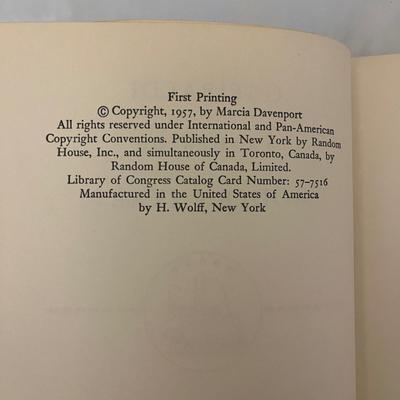 First Printing
© Copyright, 1957, by Marcia Davenport
All rights reserved under International and Pan-American
Copyright Conventions. Published in New York by Random
House, Inc., and simultaneously in Toronto, Canada, by
Random House of Canada, Limited.
Library of Congress Catalog Card Number: 57-7516
Manufactured in the United States of America
by H. Wolff, New York